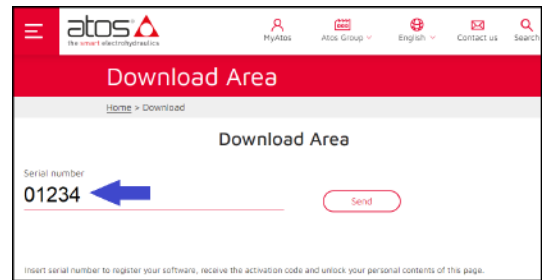 atos
the smart electrohydraulics
MyAtos
Atos Group
English
Contact us
Search
Download Area
Home > Download
Download Area
Serial number
01234
Send
Insert serial number to register your software, receive the activation code and unlock your personal contents of this page.